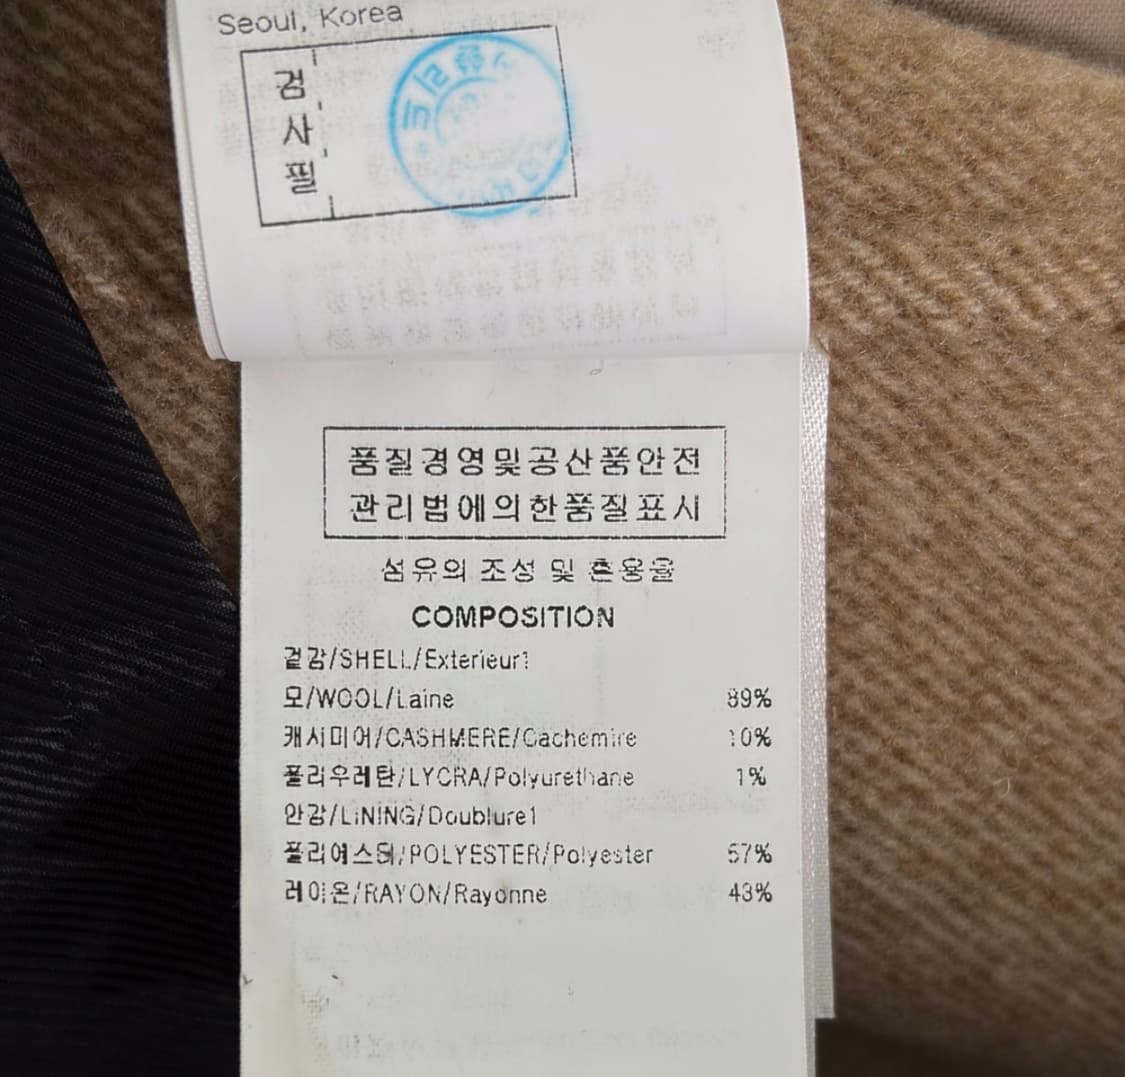 Seoul, Korea
검사필
품질경영및공산품안전
관리법에의한품질표시
섬유의 조성 및 혼용율
COMPOSITION
겉감/SHELL/Exterieur1
모/WOOL/Laine 89%
캐시미어/CASHMERE/Cachemire 10%
폴리우레탄/LYCRA/Polyurethane 1%
안감/LINING/Doublure1
폴리에스터/POLYESTER/Polyester 57%
레이온/RAYON/Rayonne 43%